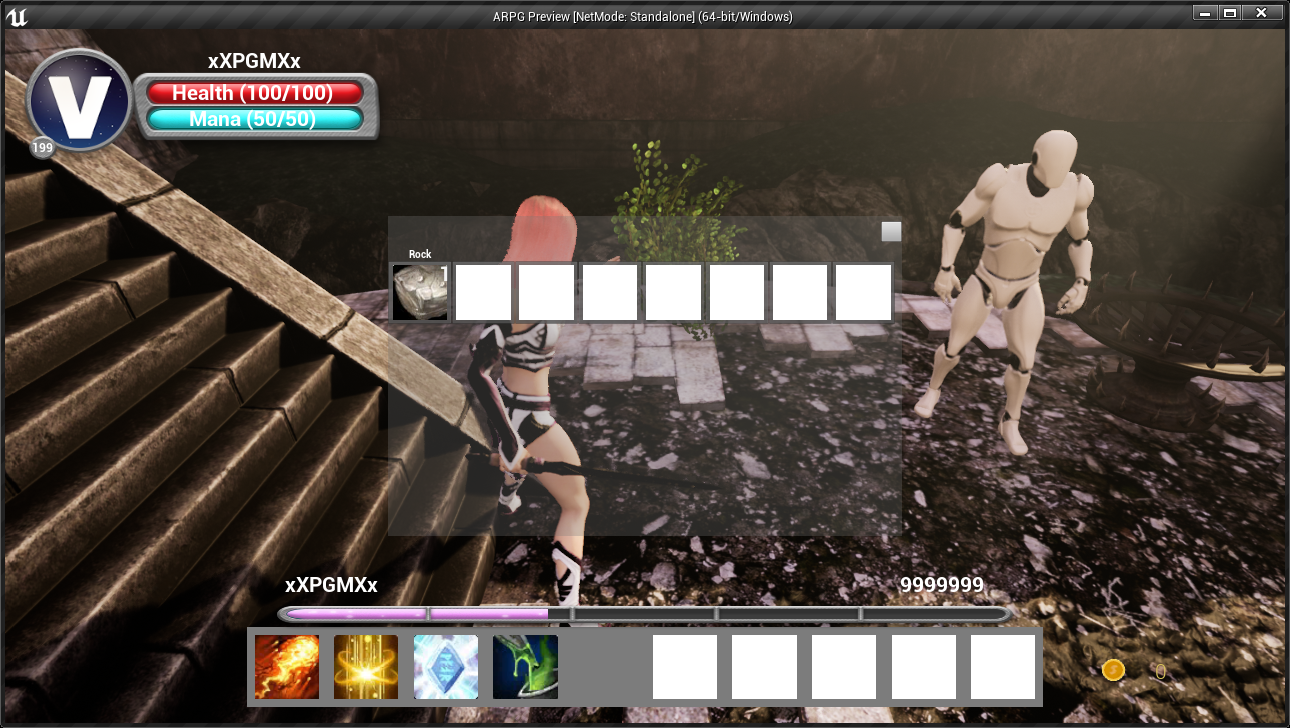 ARPG Preview [NetMode: Standalone] (64-bit/Windows)
xXPGMXx
V
Health (100/100)
Mana (50/50)
199
Rock
1
xXPGMXx
9999999
0